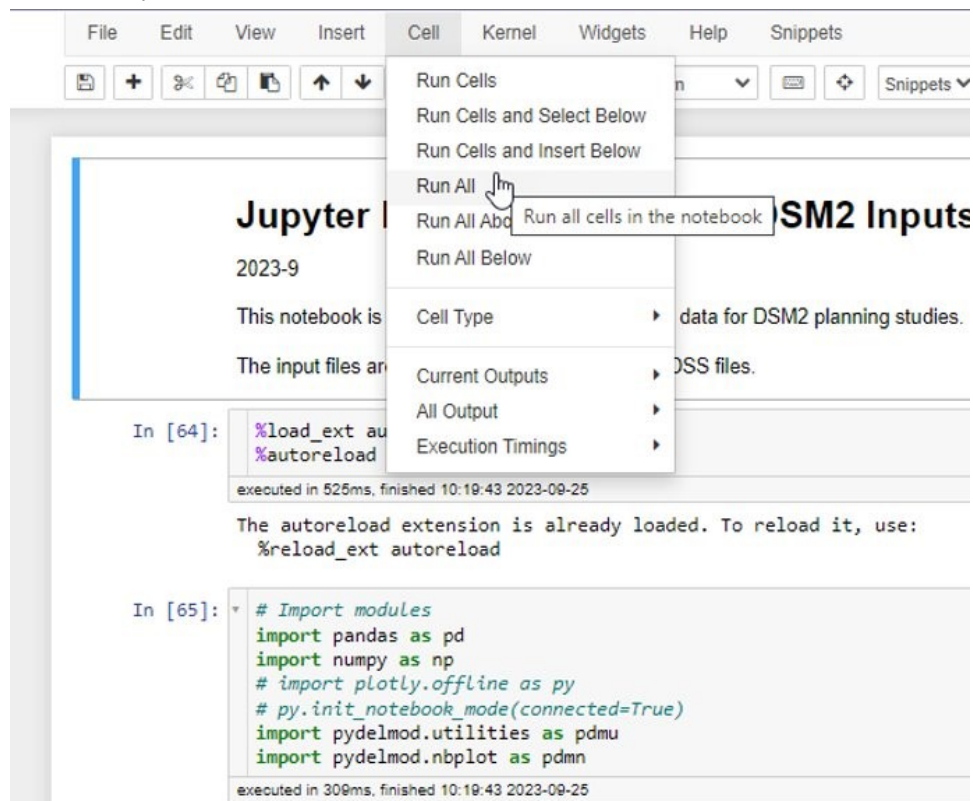 File Edit View Insert Cell Kernel Widgets Help Snippets
n Snippets
Run Cells
Run Cells and Select Below
Run Cells and Insert Below
Run All
Run All Abo
Run all cells in the notebook
Run All Below
Cell Type
Current Outputs
All Output
Execution Timings
Jupyter DSM2 Inputs
2023-9
This notebook is data for DSM2 planning studies.
The input files are DSS files.
In [64]: %load_ext au
%autoreload
executed in 525ms, finished 10:19:43 2023-09-25
The autoreload extension is already loaded. To reload it, use:
%reload_ext autoreload
In [65]: # Import modules
import pandas as pd
import numpy as np
# import plotly.offline as py
# py.init_notebook_mode(connected=True)
import pydelmod.utilities as pdmu
import pydelmod.nbplot as pdmn
executed in 309ms, finished 10:19:43 2023-09-25